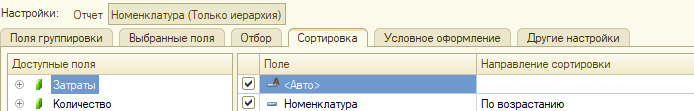 Настройки: Отчет Номенклатура (Только иерархия)
Поля группировки Выбранные поля Отбор Сортировка Условное оформление Другие настройки
Доступные поля Поле Направление сортировки
Затраты <Авто>
Количество Номенклатура По возрастанию